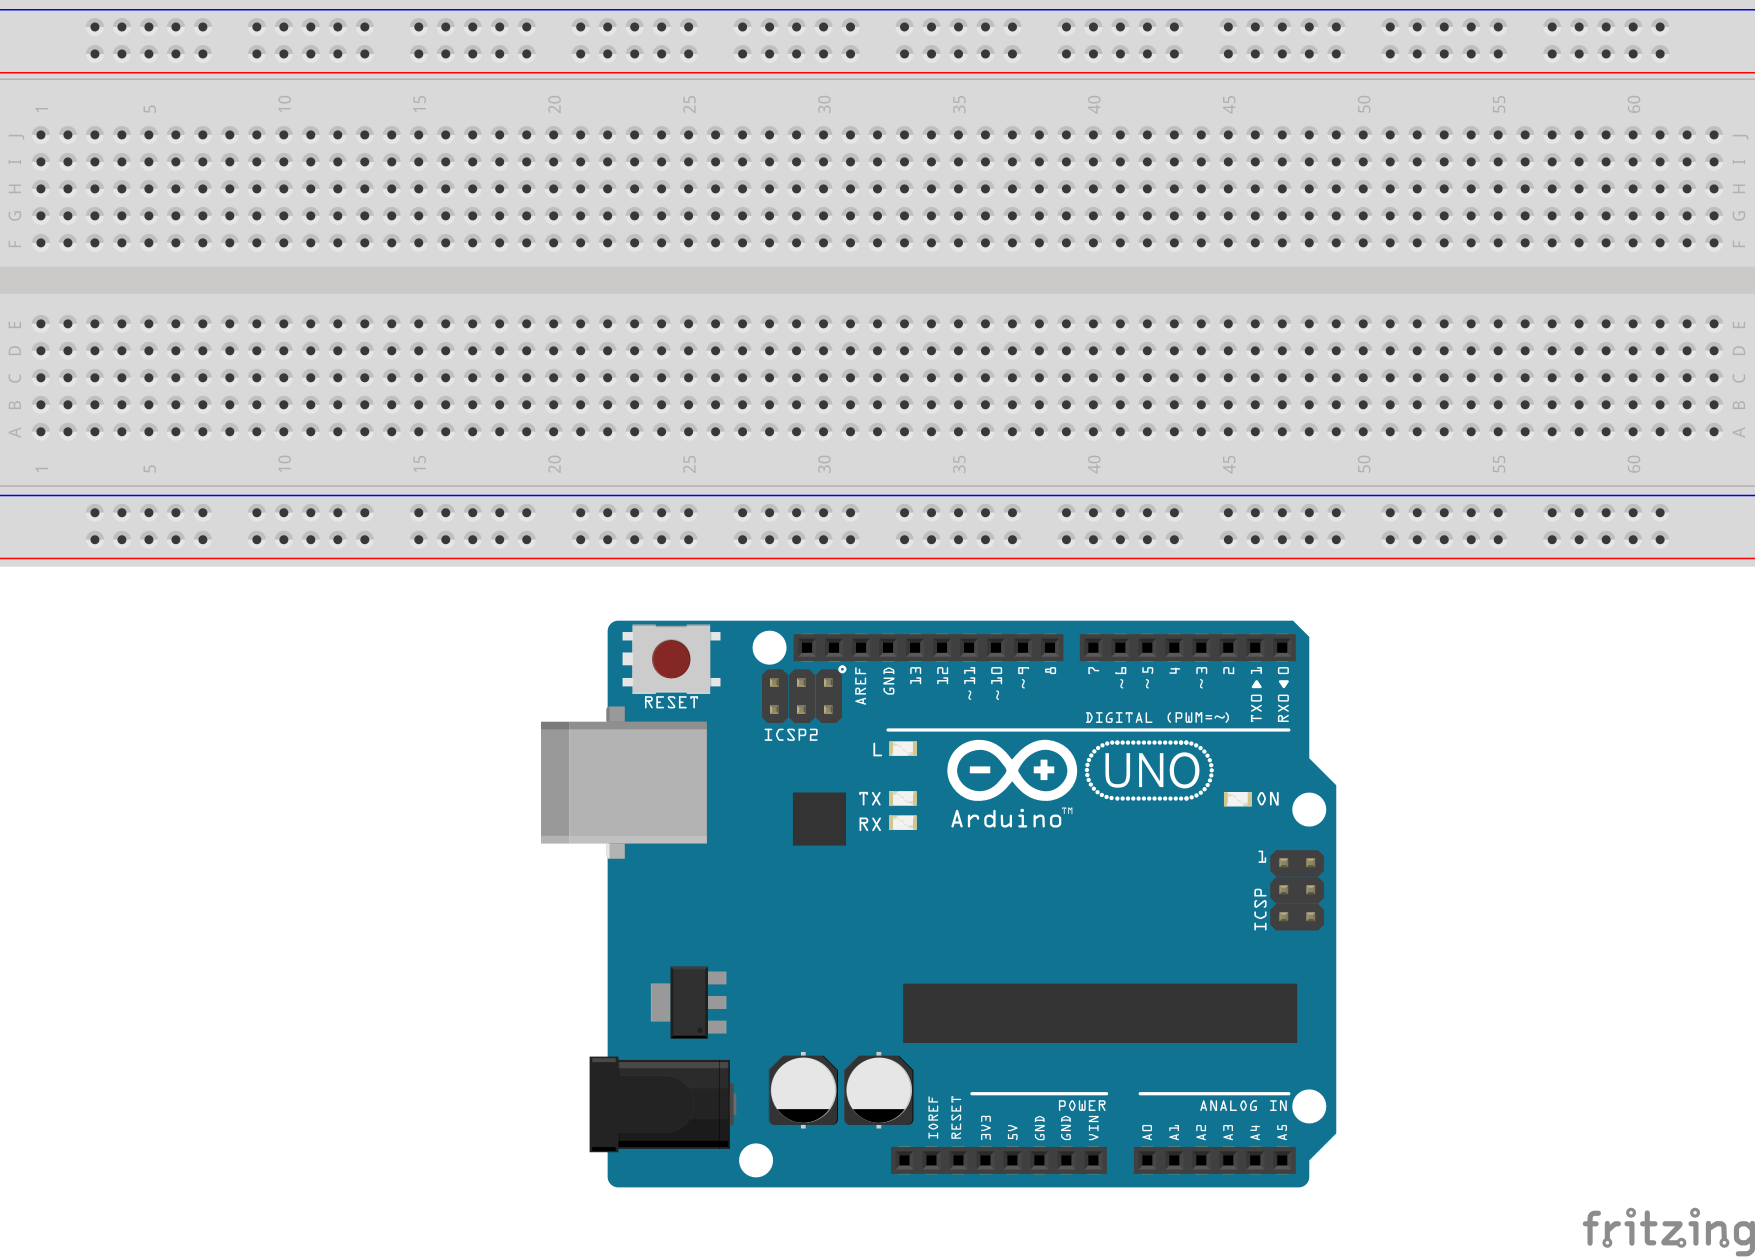 1 5 10 15 20 25 30 35 40 45 50 55 60
J J
I I
H H
G G
F F
E E
D D
C C
B B
A A
1 5 10 15 20 25 30 35 40 45 50 55 60
RESET
AREF GND 13 12 ~11 ~10 ~9 8 7 ~6 ~5 4 ~3 2 TX0▶1 RX0◀0
DIGITAL (PWM=~)
ICSP2
L
UNO
TX
ON
RX
Arduino™
1
ICSP
POWER
ANALOG IN
IOREF RESET 3V3 5V GND GND VIN A0 A1 A2 A3 A4 A5
fritzing